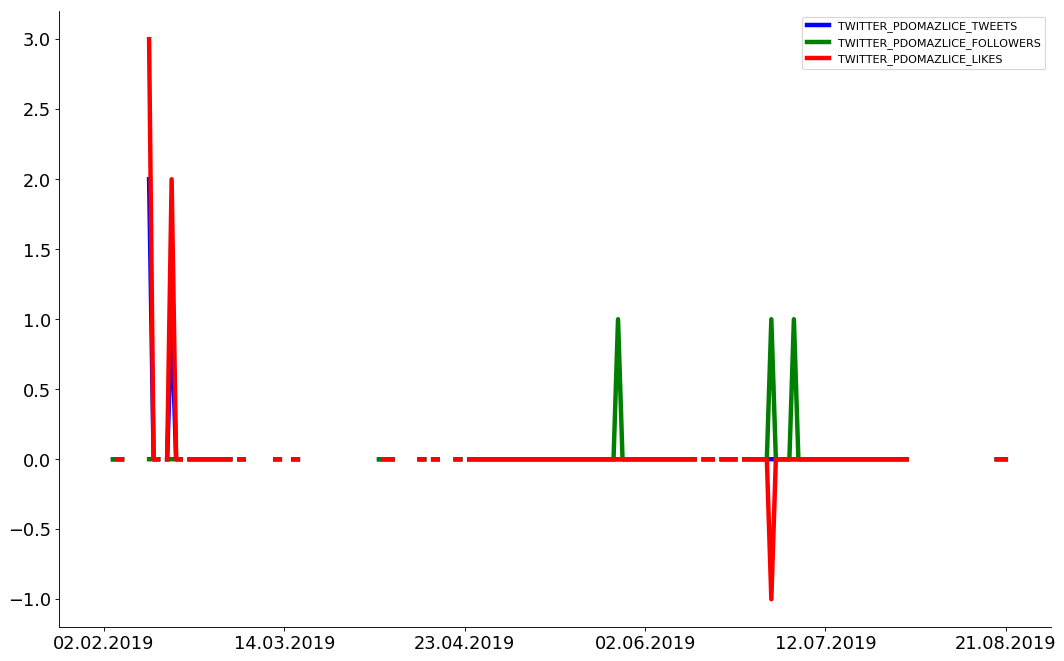 TWITTER_PDOMAZLICE_TWEETS
TWITTER_PDOMAZLICE_FOLLOWERS
TWITTER_PDOMAZLICE_LIKES
3.0
2.5
2.0
1.5
1.0
0.5
0.0
−0.5
−1.0
02.02.2019 14.03.2019 23.04.2019 02.06.2019 12.07.2019 21.08.2019